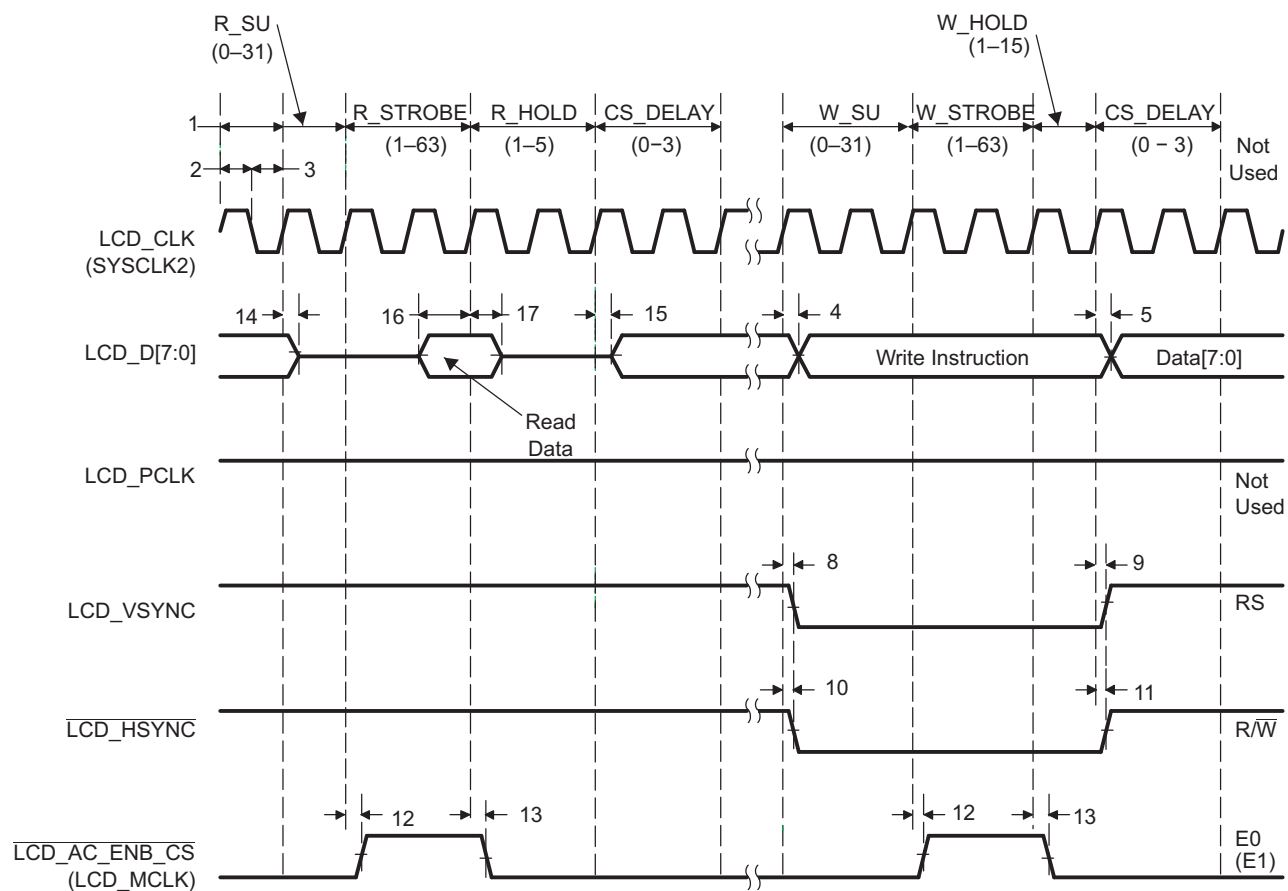 R_SU
(0–31)
W_HOLD
(1–15)
1
R_STROBE
R_HOLD
CS_DELAY
W_SU
W_STROBE
CS_DELAY
(1–63)
(1–5)
(0–3)
(0–31)
(1–63)
(0 – 3)
Not
Used
2
3
LCD_CLK
(SYSCLK2)
14
16
17
15
4
5
LCD_D[7:0]
Write Instruction
Data[7:0]
Read
Data
LCD_PCLK
Not
Used
8
9
LCD_VSYNC
RS
10
11
LCD_HSYNC
R/W
12
13
12
13
LCD_AC_ENB_CS
(LCD_MCLK)
E0
(E1)